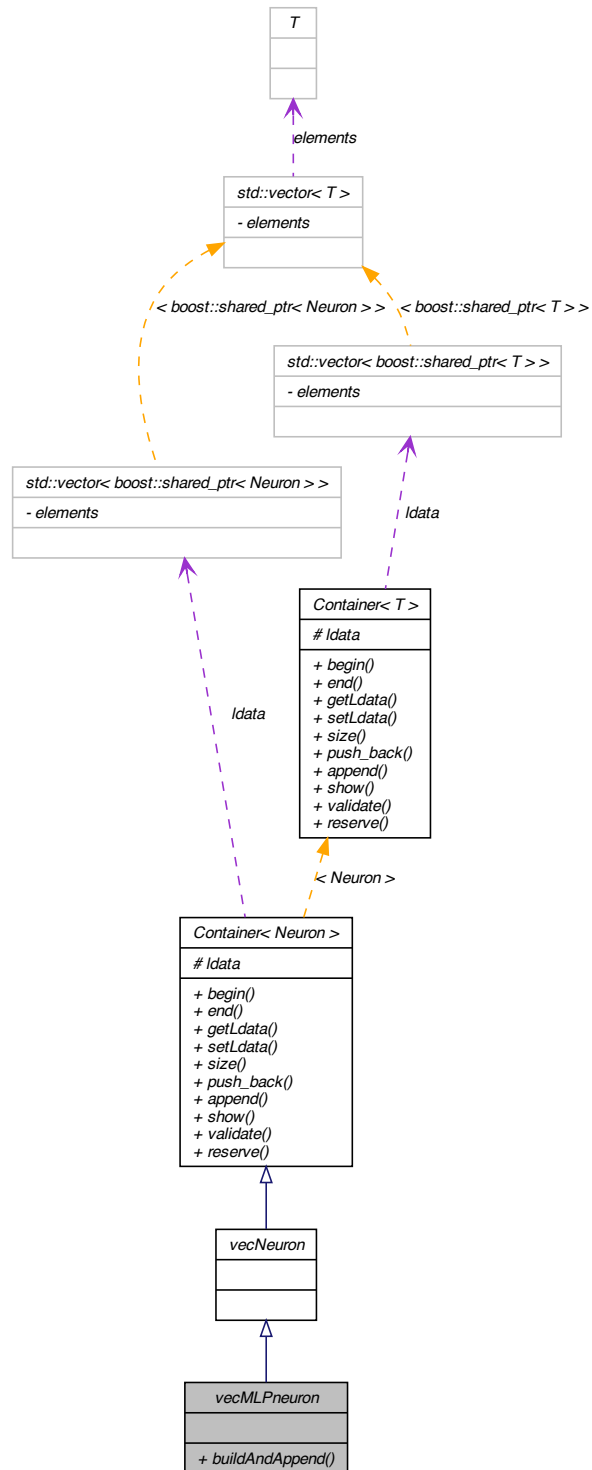 T
elements
std::vector< T >
- elements
< boost::shared_ptr< Neuron > >
< boost::shared_ptr< T > >
std::vector< boost::shared_ptr< T > >
- elements
std::vector< boost::shared_ptr< Neuron > >
- elements
ldata
Container< T >
# ldata
+ begin()
+ end()
+ getLdata()
+ setLdata()
+ size()
+ push_back()
+ append()
+ show()
+ validate()
+ reserve()
ldata
< Neuron >
Container< Neuron >
# ldata
+ begin()
+ end()
+ getLdata()
+ setLdata()
+ size()
+ push_back()
+ append()
+ show()
+ validate()
+ reserve()
vecNeuron
vecMLPneuron
+ buildAndAppend()